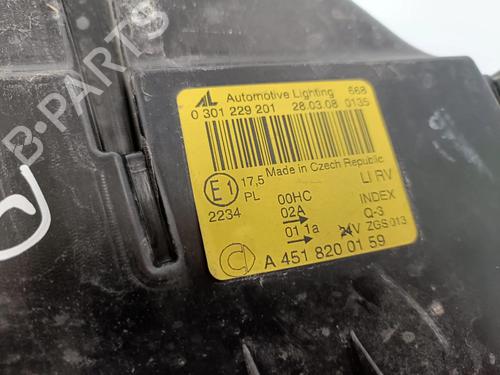 AL Automotive Lighting 668
0 301 229 201 28.03.08 0135
Made in Czech Republic
E1 17,5 LI RV
PL 00HC INDEX
2234 02A Q-3
01 1a 24V ZGS 013
A 451 820 01 59
B-PARTS